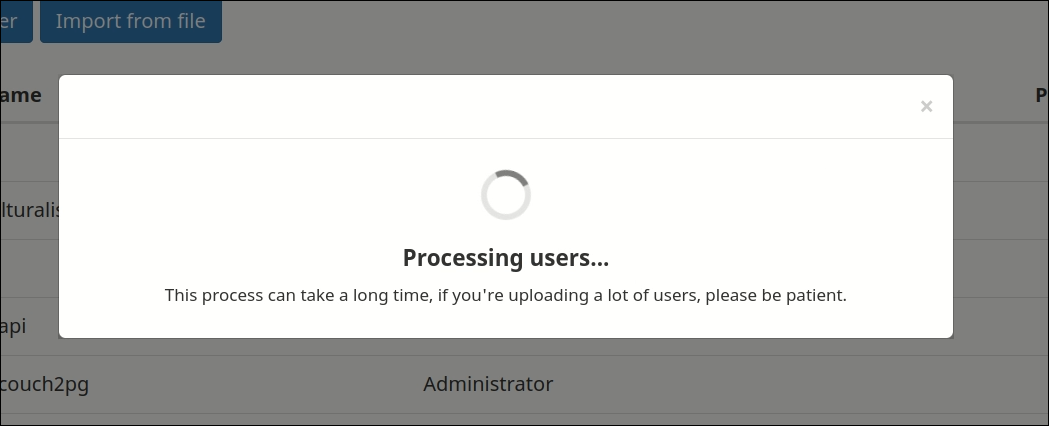 er Import from file
ame P
×
lturalis
Processing users...
This process can take a long time, if you're uploading a lot of users, please be patient.
api
couch2pg Administrator